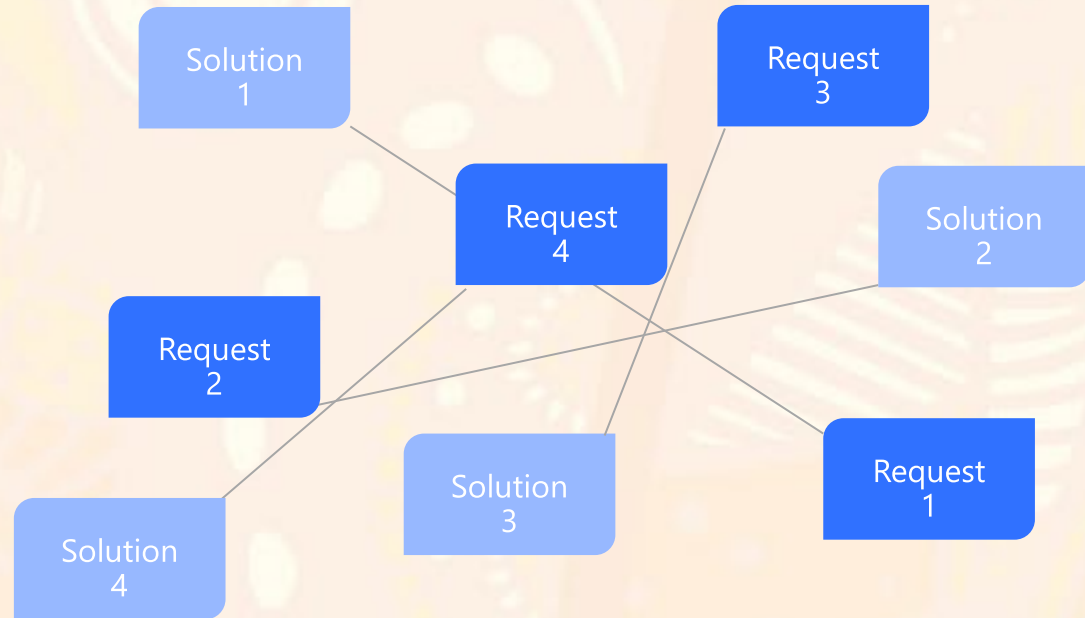 Solution
1
Request
3
Request
4
Solution
2
Request
2
Solution
3
Request
1
Solution
4